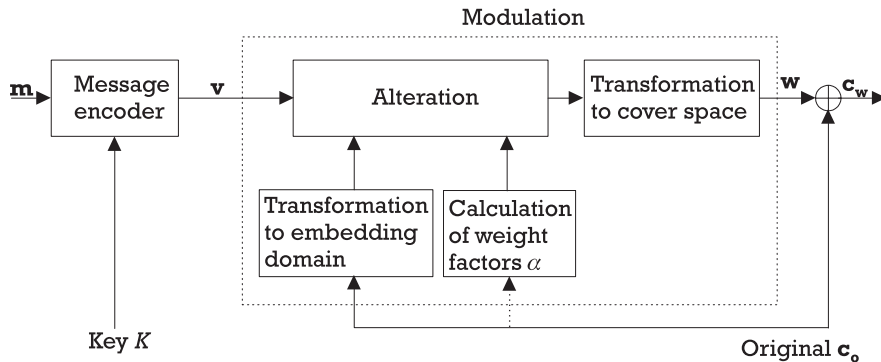 Modulation
m
Message
encoder
v
Alteration
Transformation
to cover space
w
c_w
Transformation
to embedding
domain
Calculation
of weight
factors α
Key K
Original c_o